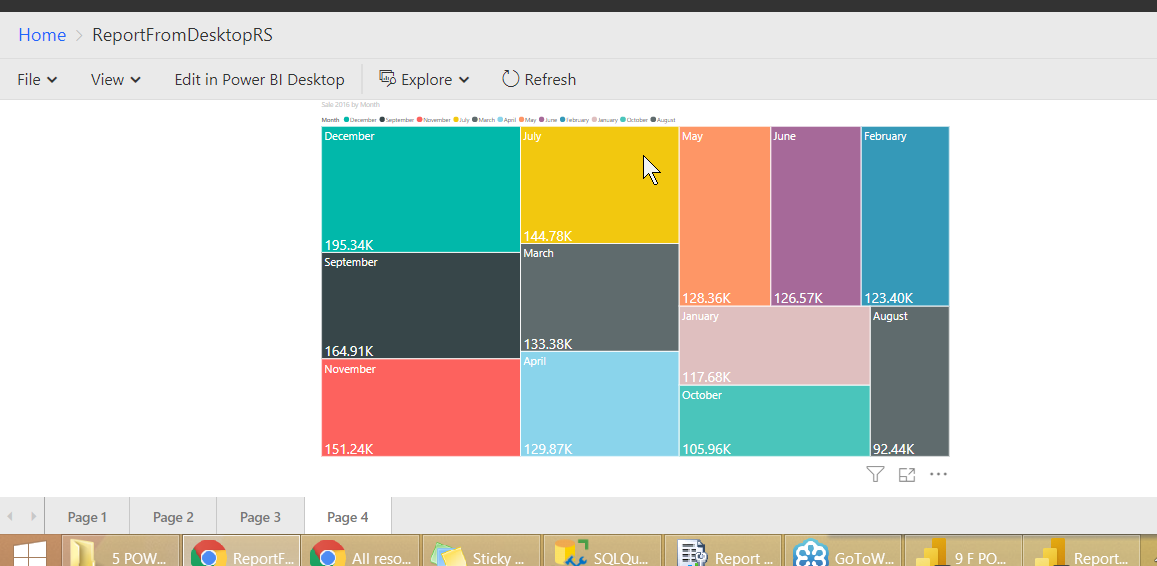 Home > ReportFromDesktopRS
File View Edit in Power BI Desktop Explore Refresh
Sale 2016 by Month
Month December September November July March April May June February January October August
December
195.34K
September
164.91K
November
151.24K
July
144.78K
March
133.38K
April
129.87K
May
128.36K
June
126.57K
February
123.40K
January
117.68K
October
105.96K
August
92.44K
Page 1 Page 2 Page 3 Page 4
5 POW... ReportF... All reso... Sticky ... SQLQu... Report ... GoToW... 9 F PO... Report...